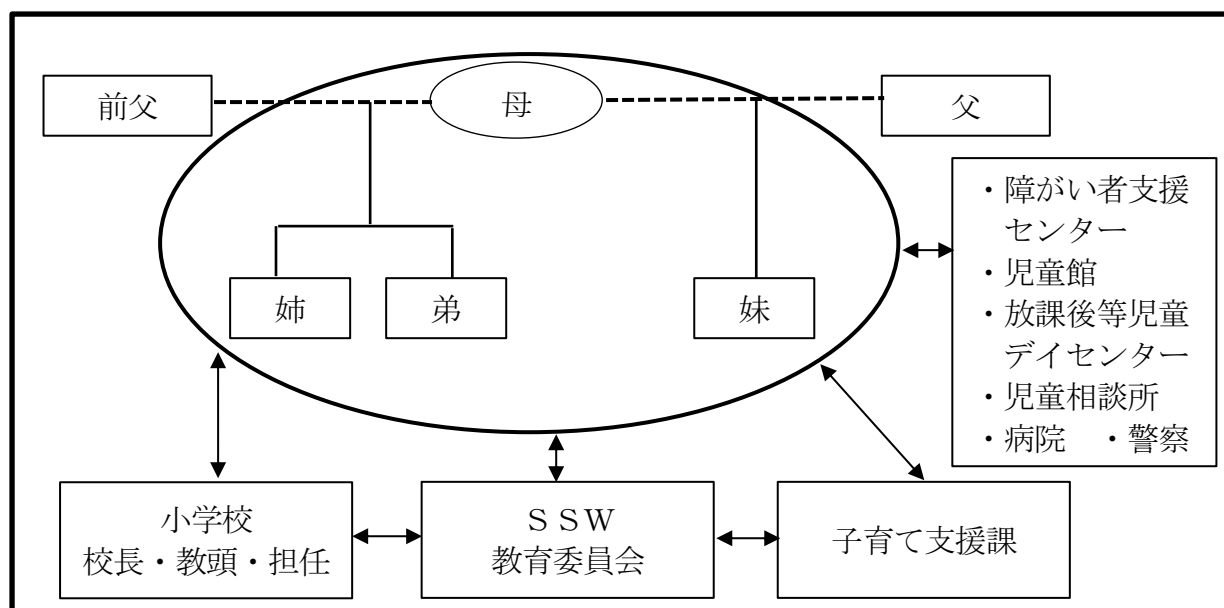 前父
母
父
姉
弟
妹
・障がい者支援
センター
・児童館
・放課後等児童
デイセンター
・児童相談所
・病院　・警察
小学校
校長・教頭・担任
ＳＳＷ
教育委員会
子育て支援課